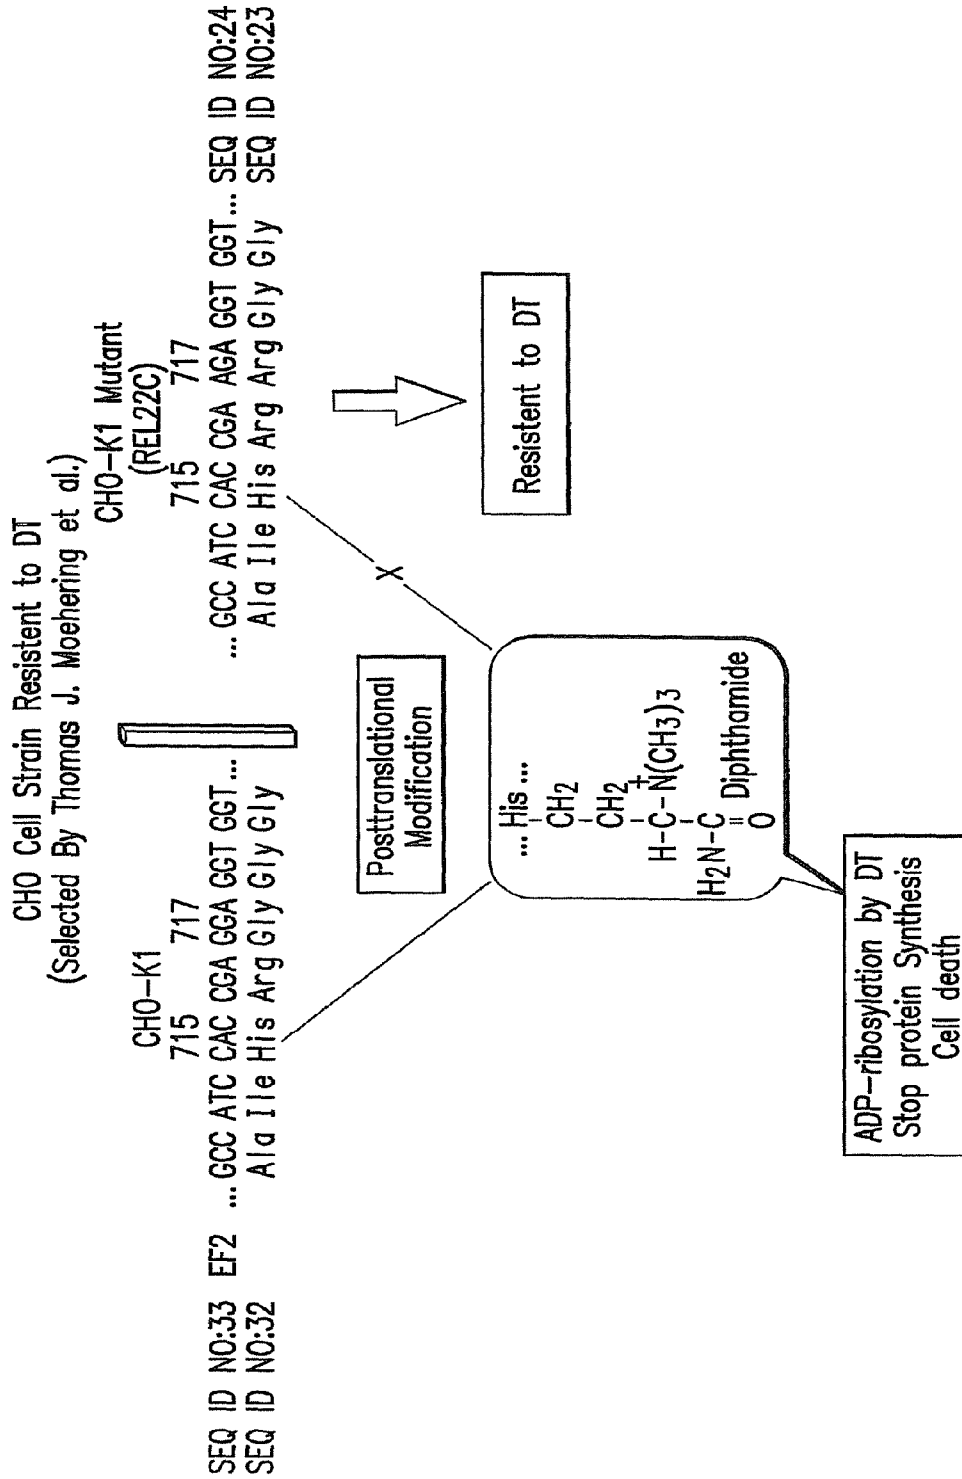 CHO Cell Strain Resistent to DT
(Selected By Thomas J. Moehering et al.)
CHO-K1
715 717
SEQ ID NO:33 EF2 ... GCC ATC CAC CGA GGA GGT GGT ...
SEQ ID NO:32 Ala Ile His Arg Gly Gly Gly
CHO-K1 Mutant
(REL22C)
715 717
... GCC ATC CAC CGA AGA GGT GGT ... SEQ ID NO:24
Ala Ile His Arg Arg Gly Gly SEQ ID NO:23
Posttranslational
Modification
X
Resistent to DT
... His ...
CH2
CH2
H-C-N(CH3)3
+
H2N-C
Diphthamide
O
ADP-ribosylation by DT
Stop protein Synthesis
Cell death